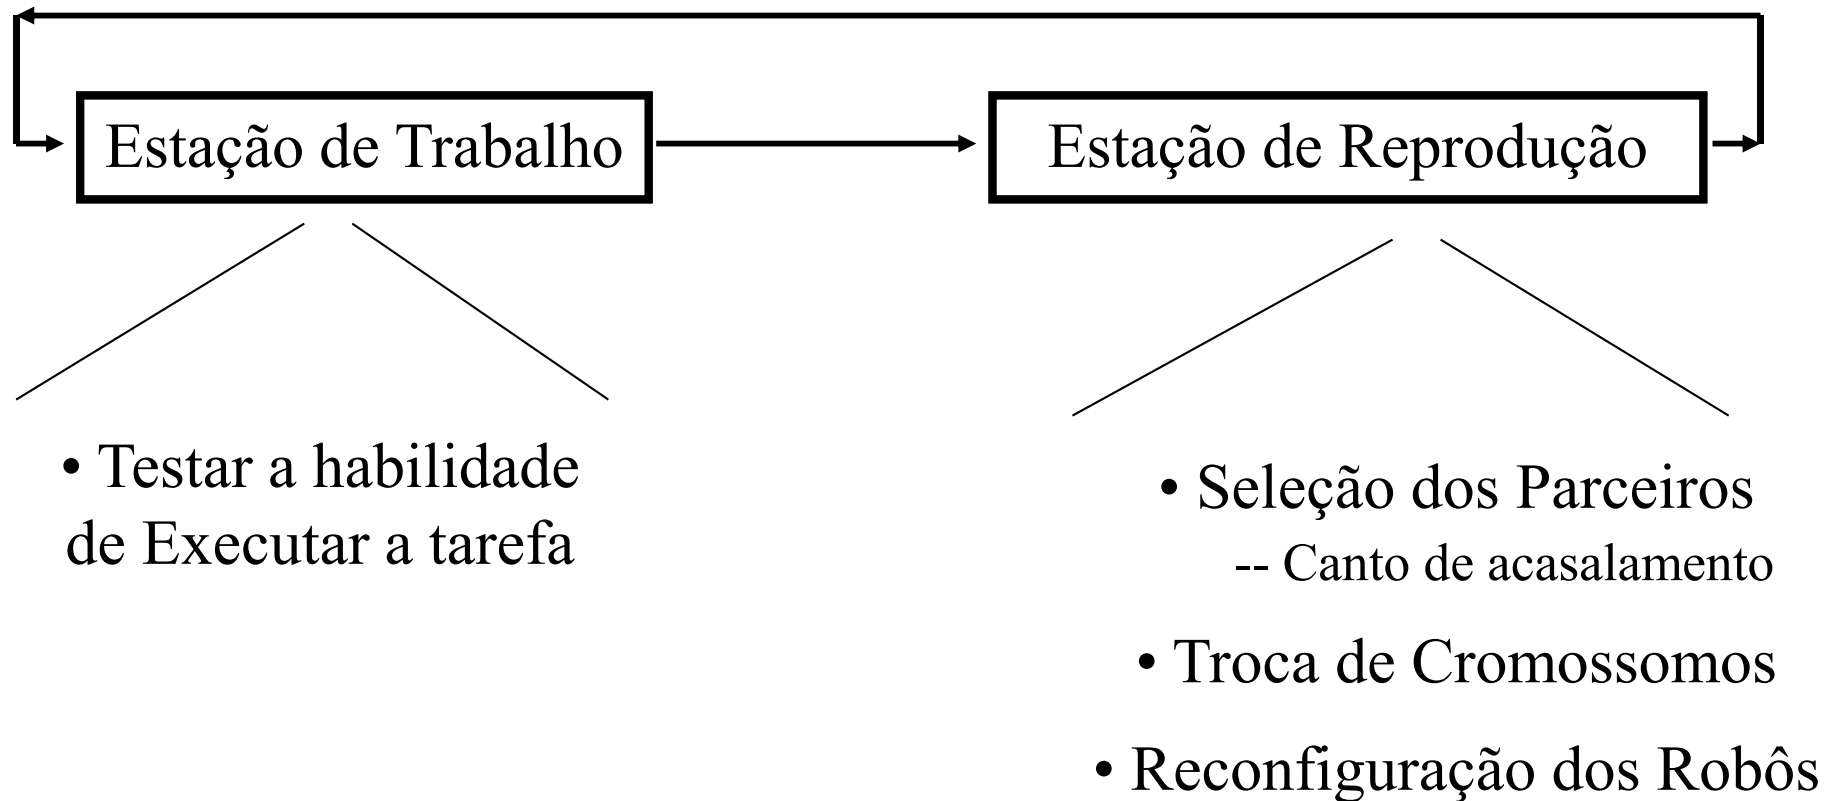 Estação de Trabalho
Estação de Reprodução
• Testar a habilidade
de Executar a tarefa
• Seleção dos Parceiros
-- Canto de acasalamento
• Troca de Cromossomos
• Reconfiguração dos Robôs